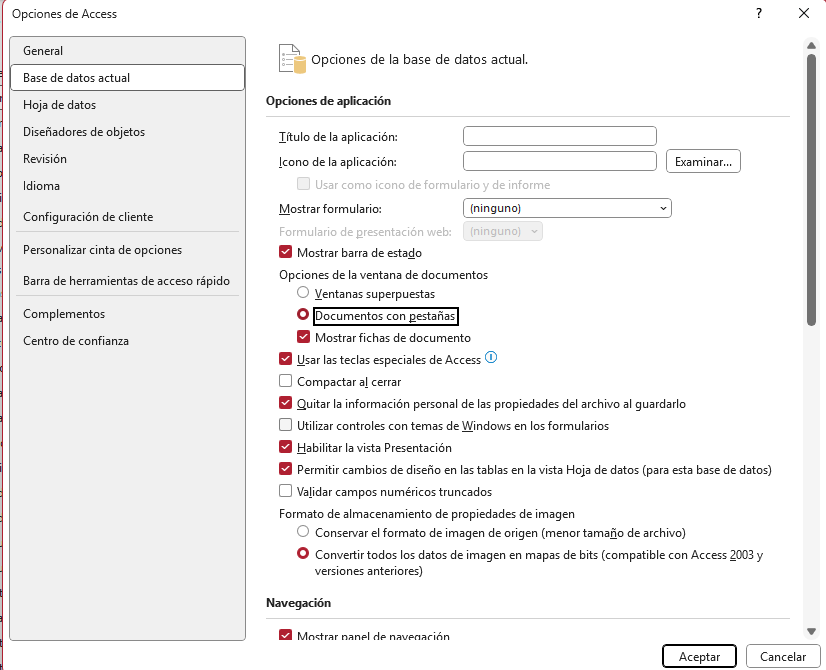 Opciones de Access
?
General
Base de datos actual
Hoja de datos
Diseñadores de objetos
Revisión
Idioma
Configuración de cliente
Personalizar cinta de opciones
Barra de herramientas de acceso rápido
Complementos
Centro de confianza
Opciones de la base de datos actual.
Opciones de aplicación
Título de la aplicación:
Icono de la aplicación:
Examinar...
Usar como icono de formulario y de informe
Mostrar formulario:
(ninguno)
Formulario de presentación web:
(ninguno)
Mostrar barra de estado
Opciones de la ventana de documentos
Ventanas superpuestas
Documentos con pestañas
Mostrar fichas de documento
Usar las teclas especiales de Access
Compactar al cerrar
Quitar la información personal de las propiedades del archivo al guardarlo
Utilizar controles con temas de Windows en los formularios
Habilitar la vista Presentación
Permitir cambios de diseño en las tablas en la vista Hoja de datos (para esta base de datos)
Validar campos numéricos truncados
Formato de almacenamiento de propiedades de imagen
Conservar el formato de imagen de origen (menor tamaño de archivo)
Convertir todos los datos de imagen en mapas de bits (compatible con Access 2003 y
versiones anteriores)
Navegación
Mostrar panel de navegación
Aceptar
Cancelar